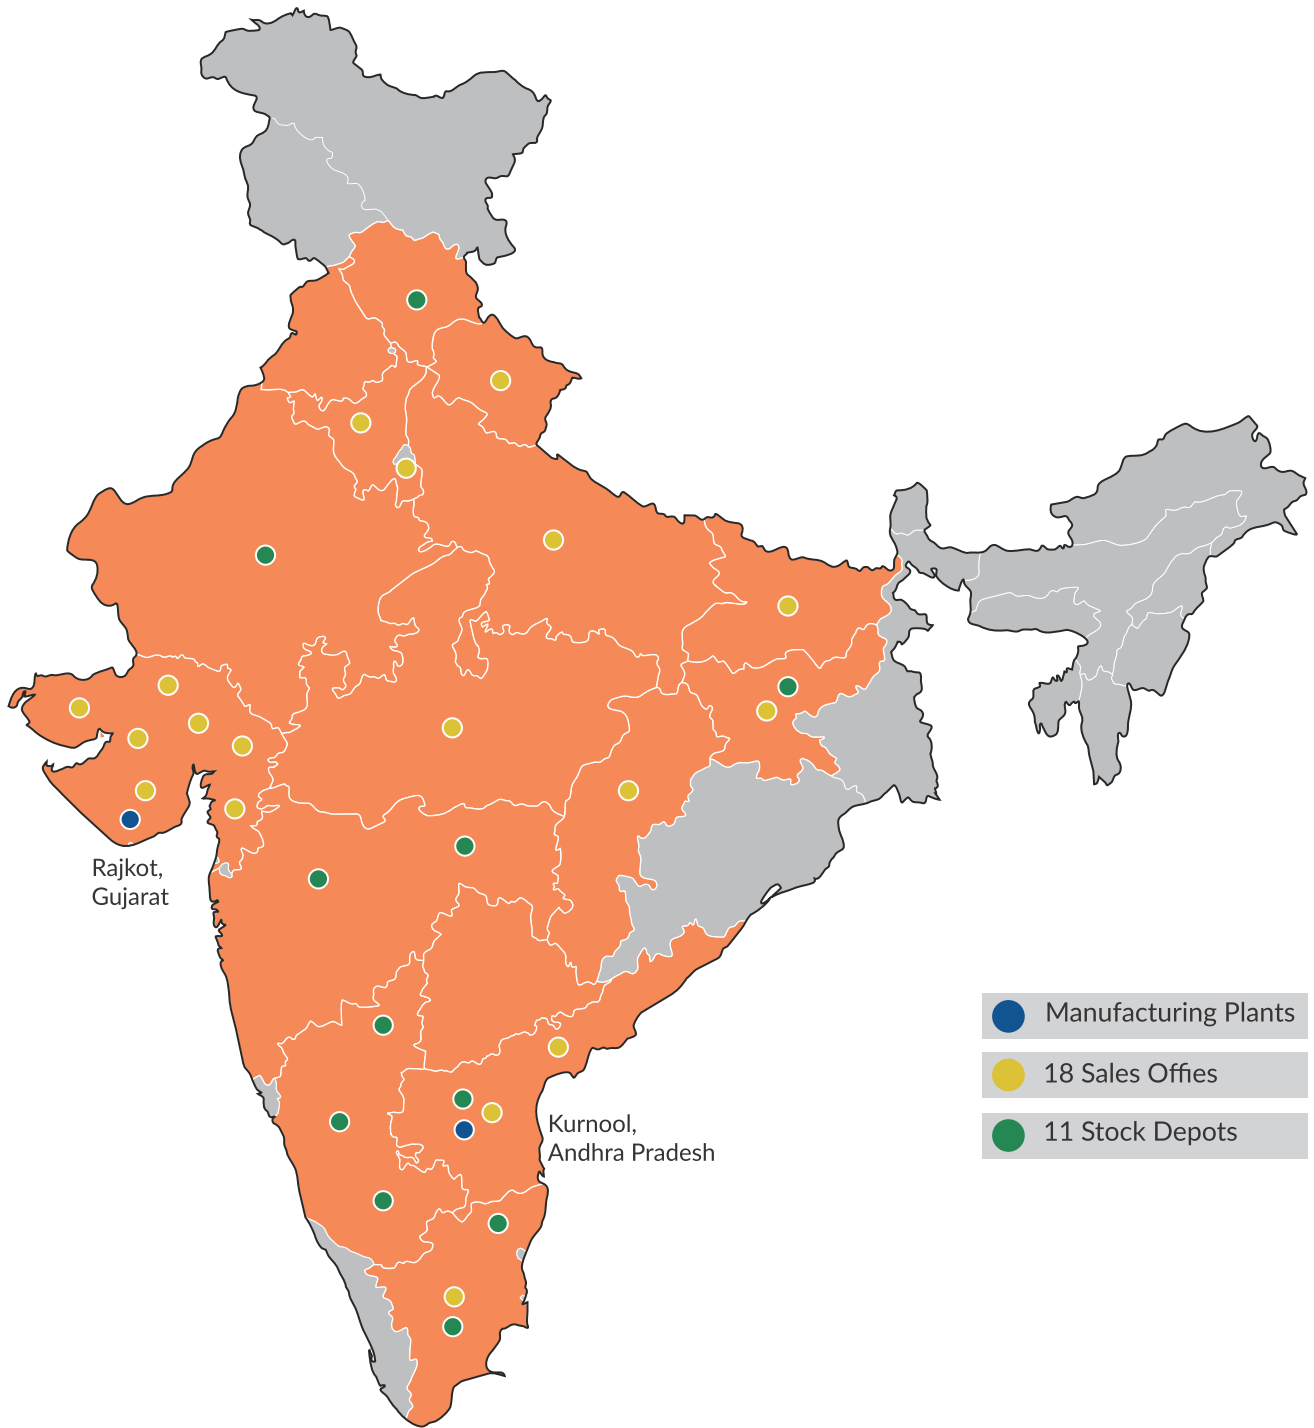 Rajkot,
Gujarat
Manufacturing Plants
18 Sales Offies
Kurnool,
Andhra Pradesh
11 Stock Depots